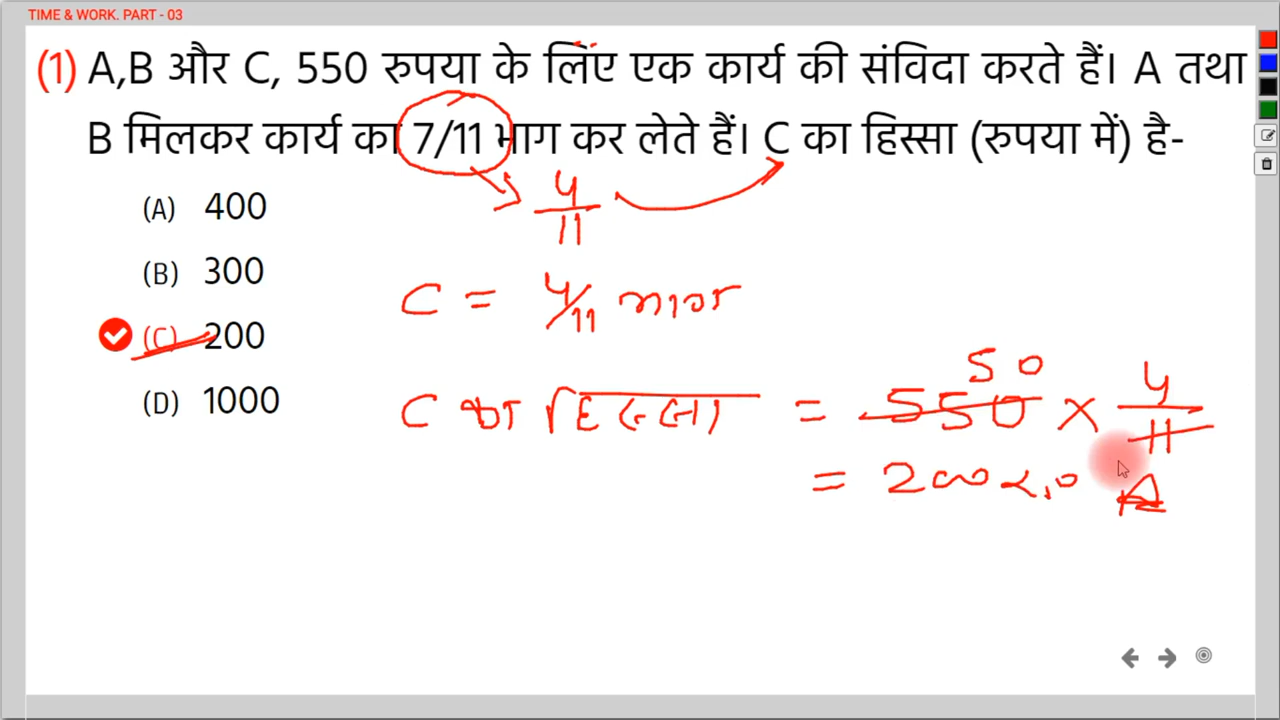 TIME & WORK. PART - 03
(1) A,B और C, 550 रुपया के लिंए एक कार्य की संविदा करते हैं। A तथा
B मिलकर कार्य का 7/11 भाग कर लेते हैं। C का हिस्सा (रुपया में) है-
4/11
(A) 400
(B) 300
(C) 200
(D) 1000
C = 4/11 भाग
50
C का हिस्सा = 550 × 4/11
= 200 रु० A